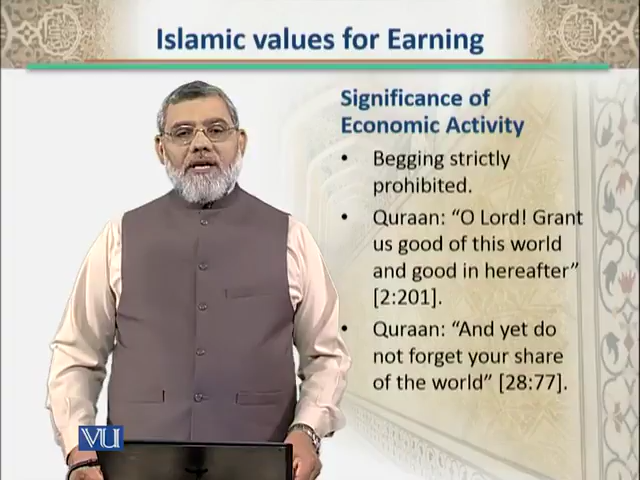 Islamic values for Earning
Significance of
Economic Activity
• Begging strictly
prohibited.
• Quraan: “O Lord! Grant
us good of this world
and good in hereafter”
[2:201].
• Quraan: “And yet do
not forget your share
of the world” [28:77].
VU